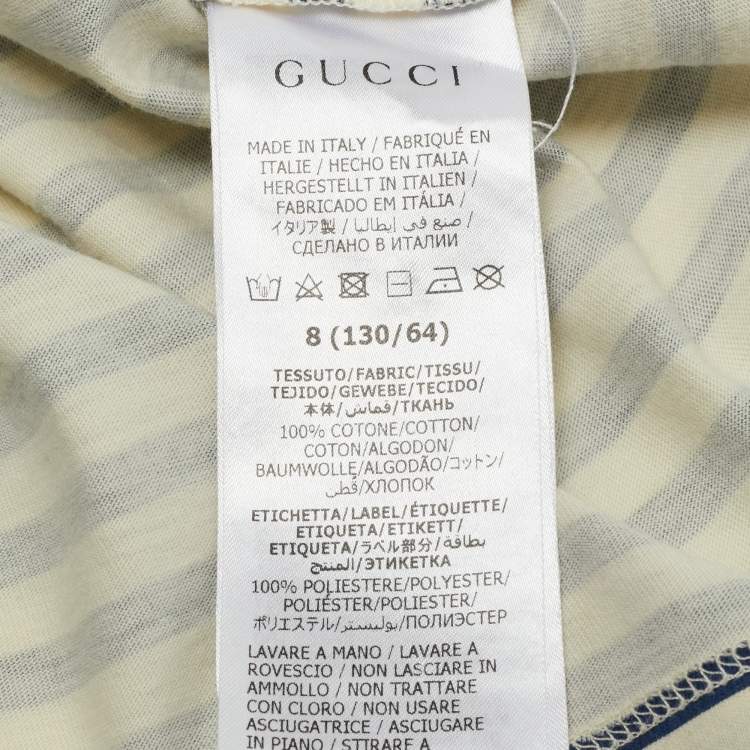 GUCCI
MADE IN ITALY / FABRIQUÉ EN
ITALIE / HECHO EN ITALIA /
HERGESTELLT IN ITALIEN /
FABRICADO EM ITÁLIA /
イタリア製 / صنع في إيطاليا /
СДЕЛАНО В ИТАЛИИ
8 (130/64)
TESSUTO/FABRIC/TISSU/
TEJIDO/GEWEBE/TECIDO/
本体/قماش/ТКАНЬ
100% COTONE/COTTON/
COTON/ALGODON/
BAUMWOLLE/ALGODÃO/コットン/
قطن/ХЛОПОК
ETICHETTA/LABEL/ÉTIQUETTE/
ETIQUETA/ETIKETT/
ETIQUETA/ラベル部分/بطاقة
المنتج/ЭТИКЕТКА
100% POLIESTERE/POLYESTER/
POLIÉSTER/POLIESTER/
ポリエステル/بوليستر/ПОЛИЭСТЕР
LAVARE A MANO / LAVARE A
ROVESCIO / NON LASCIARE IN
AMMOLLO / NON TRATTARE
CON CLORO / NON USARE
ASCIUGATRICE / ASCIUGARE
IN PIANO / STIRARE A